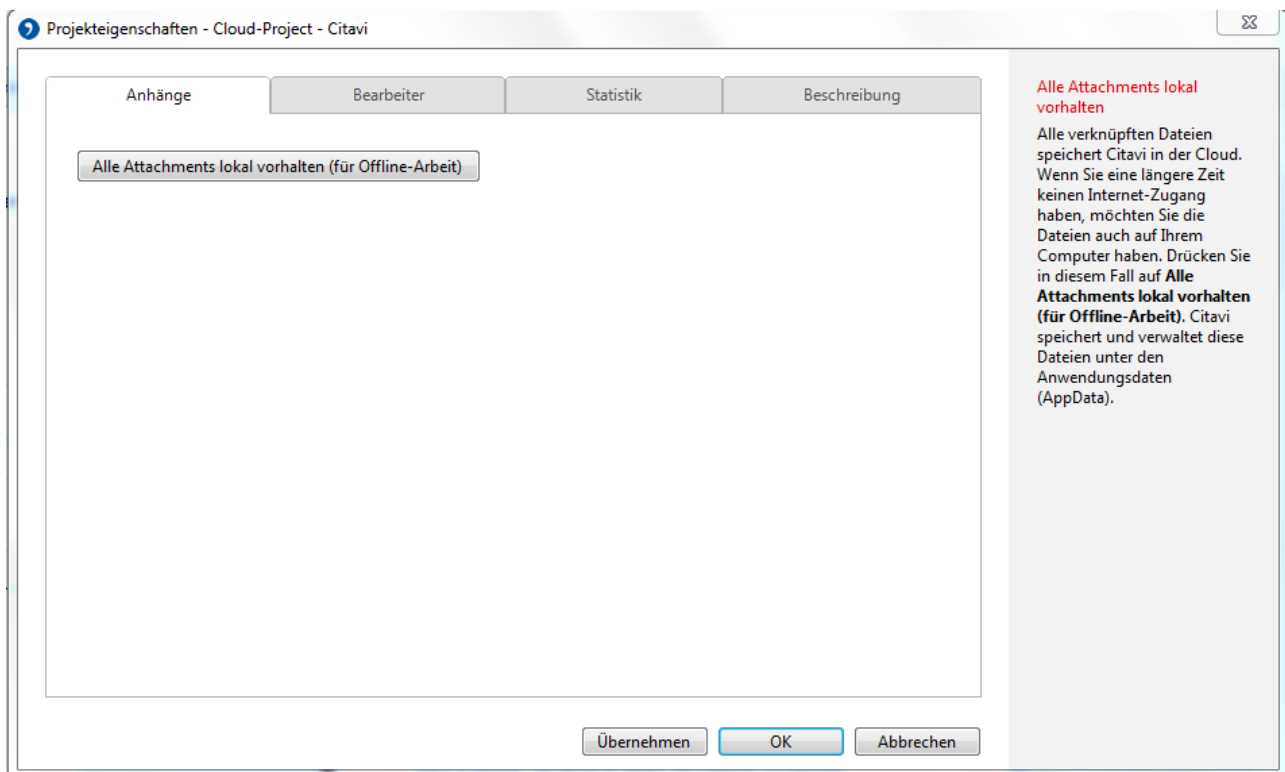 Projekteigenschaften - Cloud-Project - Citavi
Anhänge
Bearbeiter
Statistik
Beschreibung
Alle Attachments lokal vorhalten (für Offline-Arbeit)
Alle Attachments lokal
vorhalten
Alle verknüpften Dateien
speichert Citavi in der Cloud.
Wenn Sie eine längere Zeit
keinen Internet-Zugang
haben, möchten Sie die
Dateien auch auf Ihrem
Computer haben. Drücken Sie
in diesem Fall auf Alle
Attachments lokal vorhalten
(für Offline-Arbeit). Citavi
speichert und verwaltet diese
Dateien unter den
Anwendungsdaten
(AppData).
Übernehmen
OK
Abbrechen